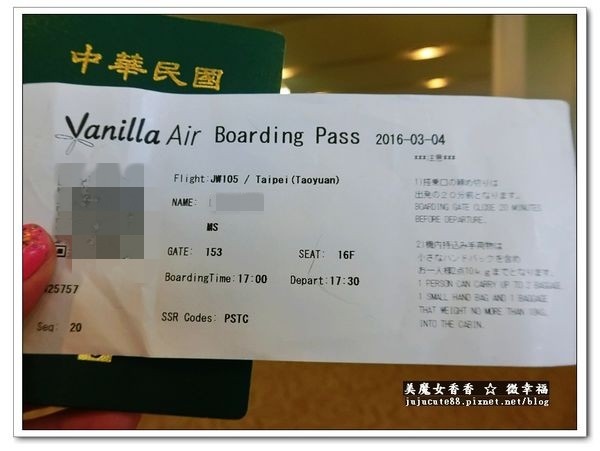 中華民國
Vanilla Air Boarding Pass 2016-03-04
***注意***
Flight:JW105 / Taipei(Taoyuan)
NAME:
MS
GATE: 153 SEAT: 16F
BoardingTime:17:00 Depart:17:30
SSR Codes: PSTC
25757
Seq: 20
1)搭乗口の締め切りは
出発の20分前となります。
BOARDING GATE CLOSE 20 MINUTES
BEFORE DEPARTURE.
2)機内持込み手荷物は
小さなハンドバックを含め
お一人様2点10kgまでとなります。
1 PERSON CAN CARRY UP TO 2 BAGGAGE
1 SMALL HAND BAG AND 1 BAGGAGE
THAT WEIGHT NO MORE THAN 10KG,
INTO THE CABIN.
美魔女香香 ☆ 微幸福
jujucute88.pixnet.net/blog